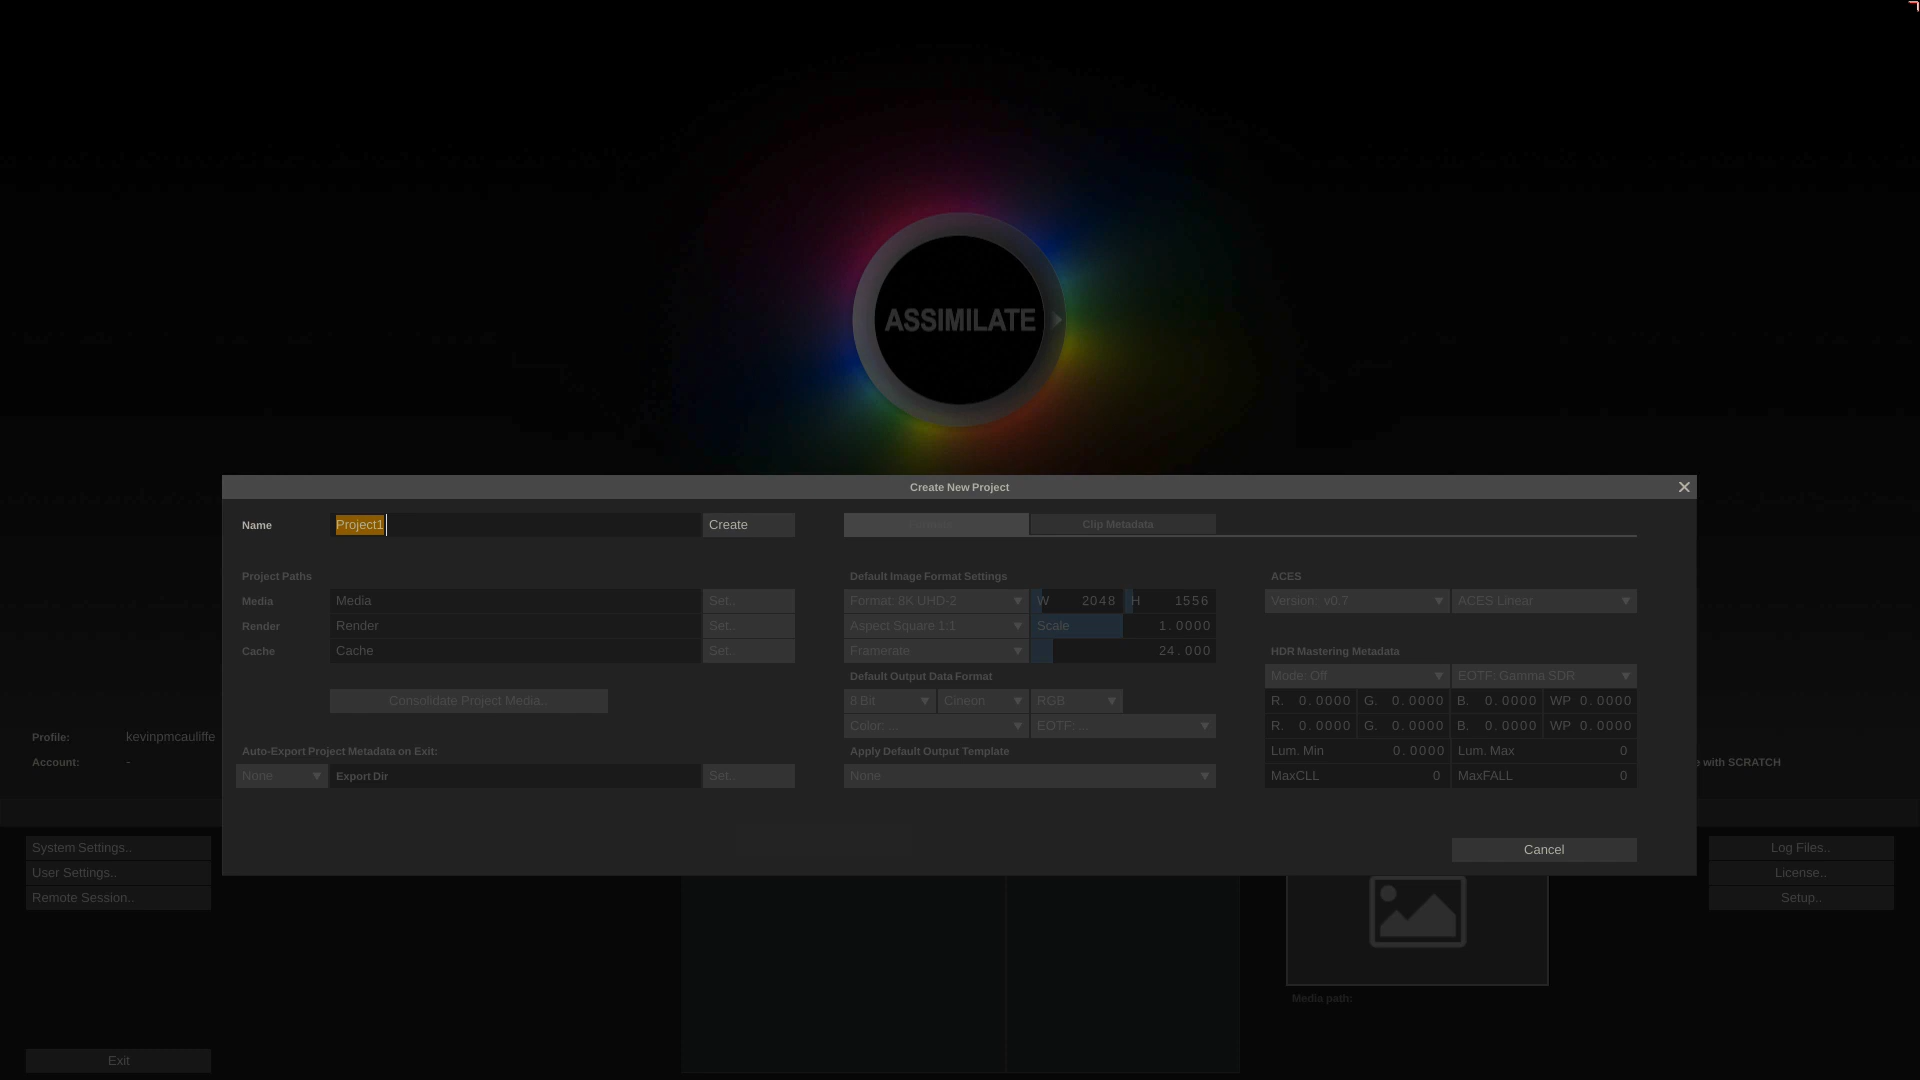 ASSIMILATE
Create New Project
Name Project1 Create
Formats Clip Metadata
Project Paths
Media Media Set..
Render Render Set..
Cache Cache Set..
Consolidate Project Media..
Auto-Export Project Metadata on Exit:
None Export Dir Set..
Default Image Format Settings
Format: 8K UHD-2 W 2048 H 1556
Aspect Square 1:1 Scale 1.0000
Framerate 24.000
Default Output Data Format
8 Bit Cineon RGB
Color: ... EOTF: ...
Apply Default Output Template
None
ACES
Version: v0.7 ACES Linear
HDR Mastering Metadata
Mode: Off EOTF: Gamma SDR
R. 0.0000 G. 0.0000 B. 0.0000 WP 0.0000
R. 0.0000 G. 0.0000 B. 0.0000 WP 0.0000
Lum. Min 0.0000 Lum. Max 0
MaxCLL 0 MaxFALL 0
Cancel
Profile: kevinpmcauliffe
Account: -
with SCRATCH
System Settings..
User Settings..
Remote Session..
Exit
Media path:
Log Files..
License..
Setup..